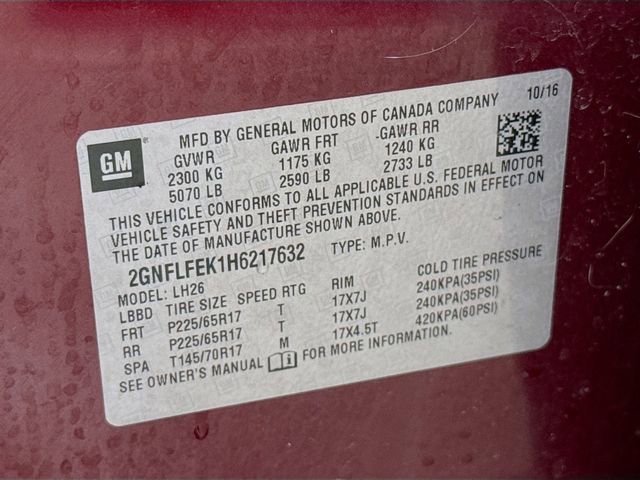 GM
MFD BY GENERAL MOTORS OF CANADA COMPANY 10/16
GVWR GAWR FRT GAWR RR
2300 KG 1175 KG 1240 KG
5070 LB 2590 LB 2733 LB
THIS VEHICLE CONFORMS TO ALL APPLICABLE U.S. FEDERAL MOTOR
VEHICLE SAFETY AND THEFT PREVENTION STANDARDS IN EFFECT ON
THE DATE OF MANUFACTURE SHOWN ABOVE.
2GNFLFEK1H6217632 TYPE: M.P.V.
MODEL: LH26
LBBD TIRE SIZE SPEED RTG RIM COLD TIRE PRESSURE
FRT P225/65R17 T 17X7J 240KPA(35PSI)
RR P225/65R17 T 17X7J 240KPA(35PSI)
SPA T145/70R17 M 17X4.5T 420KPA(60PSI)
SEE OWNER'S MANUAL FOR MORE INFORMATION.